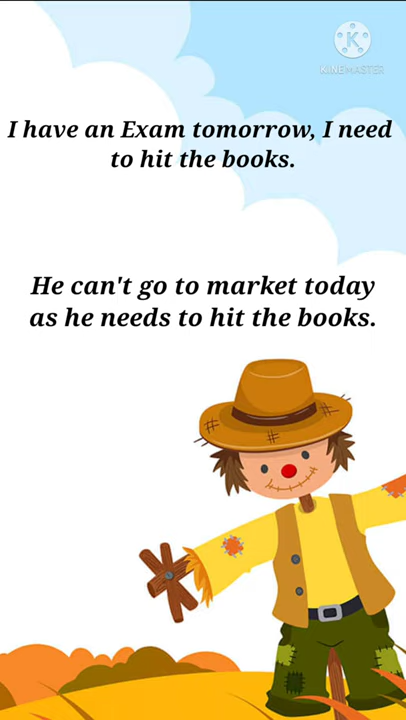 KINEMASTER
I have an Exam tomorrow, I need
to hit the books.
He can't go to market today
as he needs to hit the books.